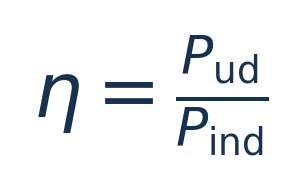 η = P_ud / P_ind